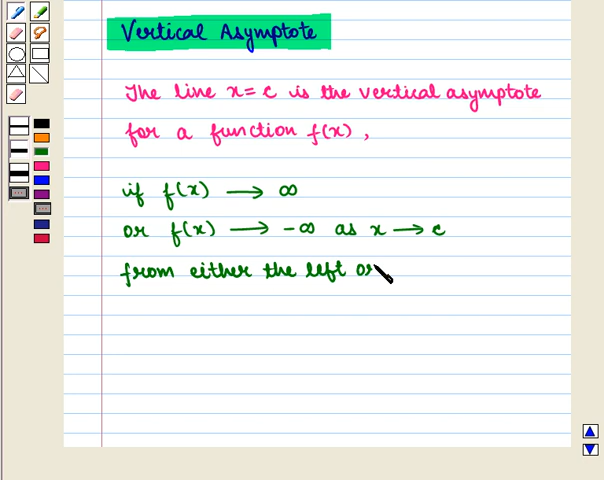 Vertical Asymptote
The line x = c is the vertical asymptote
for a function f(x),
if f(x) ⟶ ∞
or f(x) ⟶ -∞ as x ⟶ c
from either the left or